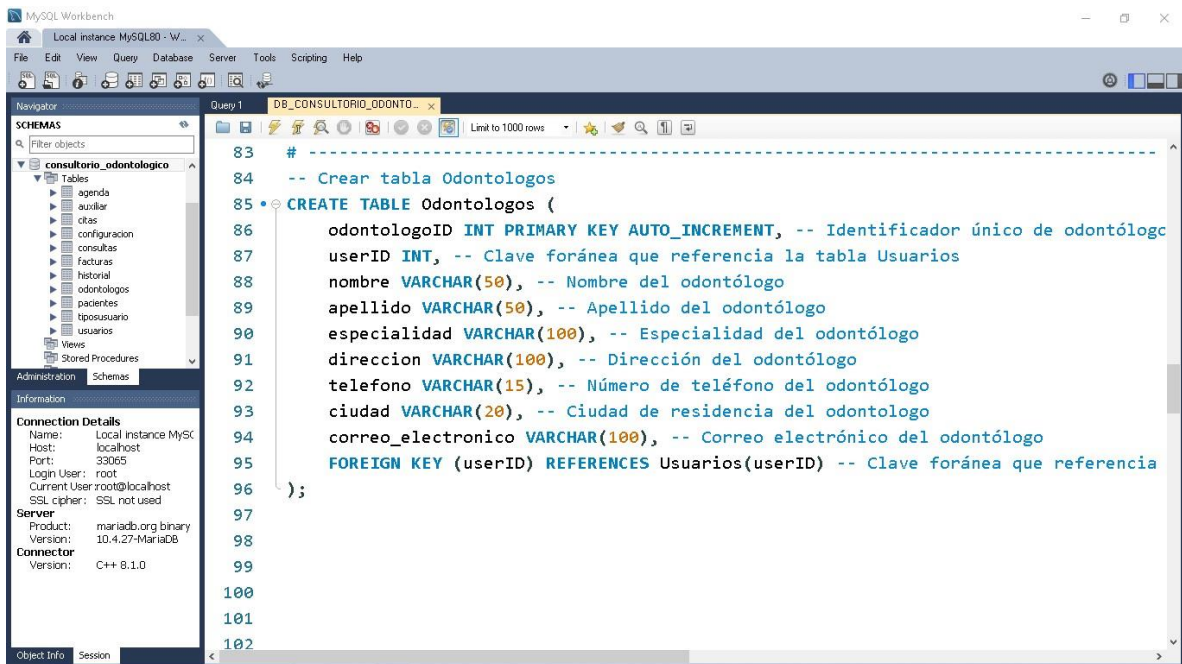 MySQL Workbench
Local instance MySQL80 - W...
File Edit View Query Database Server Tools Scripting Help
Navigator
SCHEMAS
Filter objects
consultorio_odontologico
Tables
agenda
auxiliar
citas
configuracion
consultas
facturas
historial
odontologos
pacientes
tiposusuario
usuarios
Views
Stored Procedures
Administration Schemas
Information
Connection Details
Name: Local instance MySC
Host: localhost
Port: 33065
Login User: root
Current User: root@localhost
SSL cipher: SSL not used
Server
Product: mariadb.org binary
Version: 10.4.27-MariaDB
Connector
Version: C++ 8.1.0
Object Info Session
Query 1 DB_CONSULTORIO_ODONTO...
Limit to 1000 rows
83 # --------------------------------------------------------------------------------
84 -- Crear tabla Odontologos
85 CREATE TABLE Odontologos (
86 odontologoID INT PRIMARY KEY AUTO_INCREMENT, -- Identificador único de odontólogo
87 userID INT, -- Clave foránea que referencia la tabla Usuarios
88 nombre VARCHAR(50), -- Nombre del odontólogo
89 apellido VARCHAR(50), -- Apellido del odontólogo
90 especialidad VARCHAR(100), -- Especialidad del odontólogo
91 direccion VARCHAR(100), -- Dirección del odontólogo
92 telefono VARCHAR(15), -- Número de teléfono del odontólogo
93 ciudad VARCHAR(20), -- Ciudad de residencia del odontologo
94 correo_electronico VARCHAR(100), -- Correo electrónico del odontólogo
95 FOREIGN KEY (userID) REFERENCES Usuarios(userID) -- Clave foránea que referencia
96 );
97
98
99
100
101
102